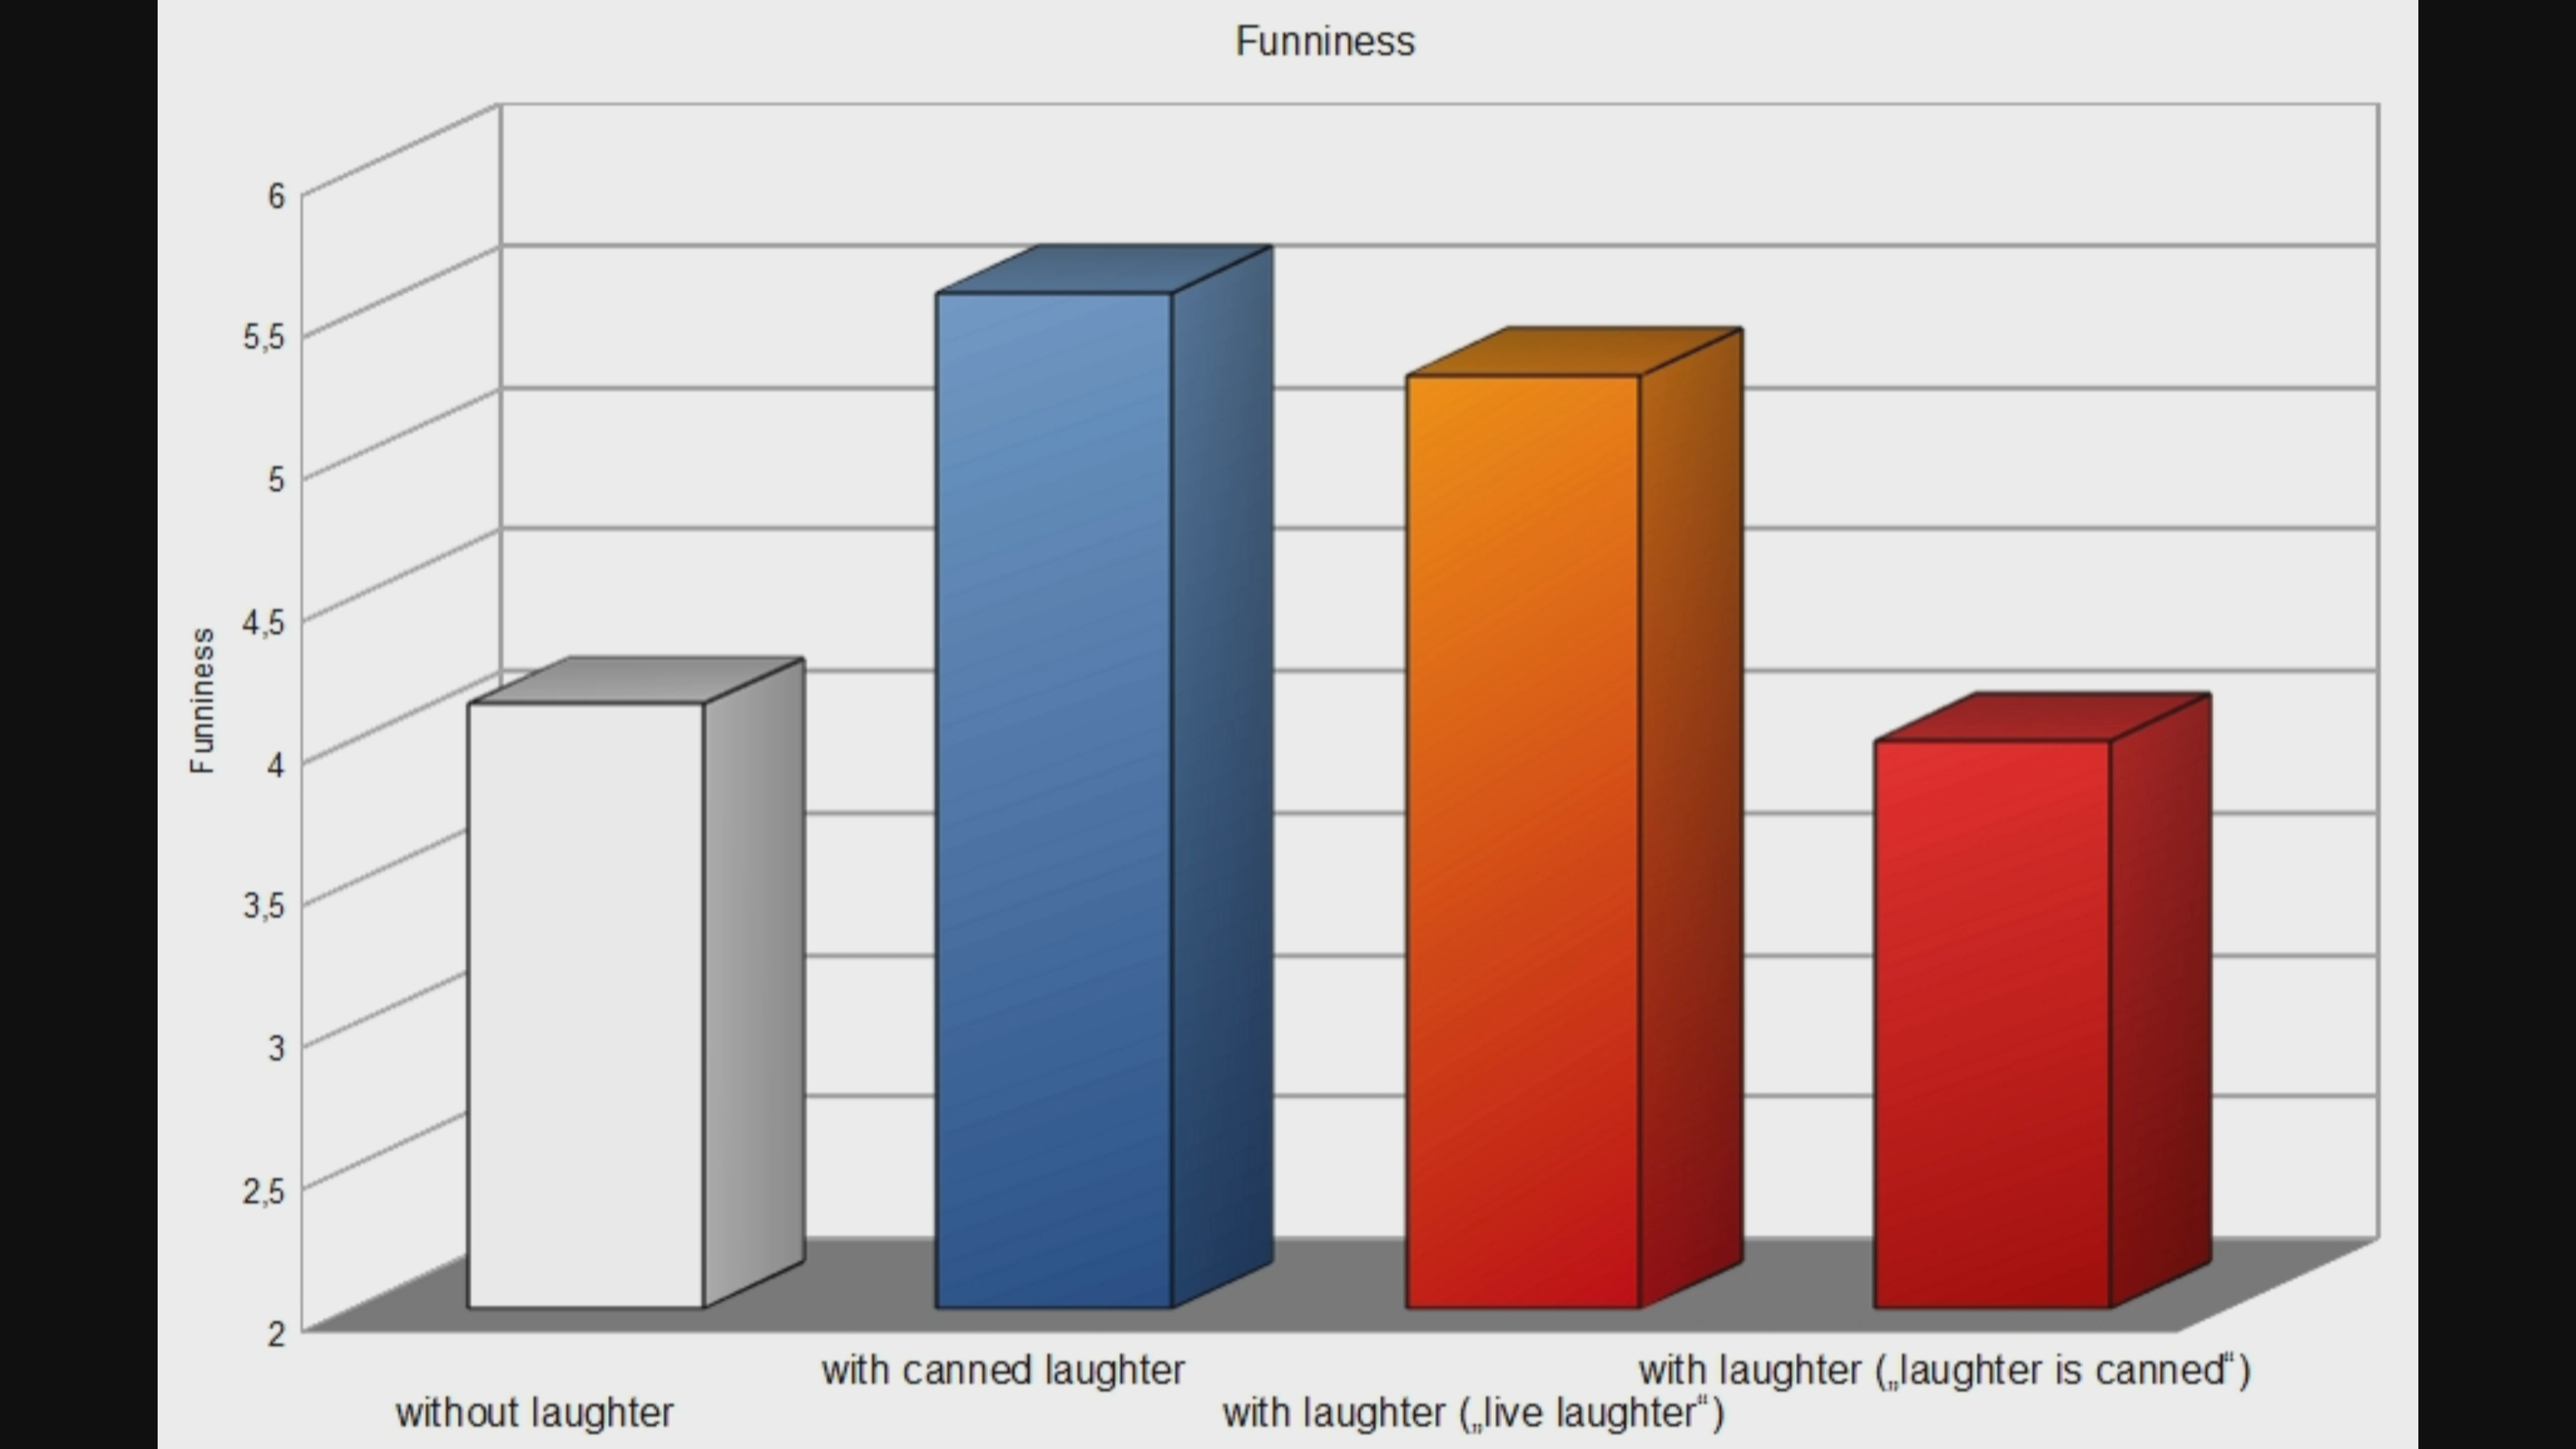 Funniness
6
5,5
5
4,5
4
3,5
3
2,5
2
Funniness
with canned laughter
with laughter („laughter is canned“)
without laughter
with laughter („live laughter“)